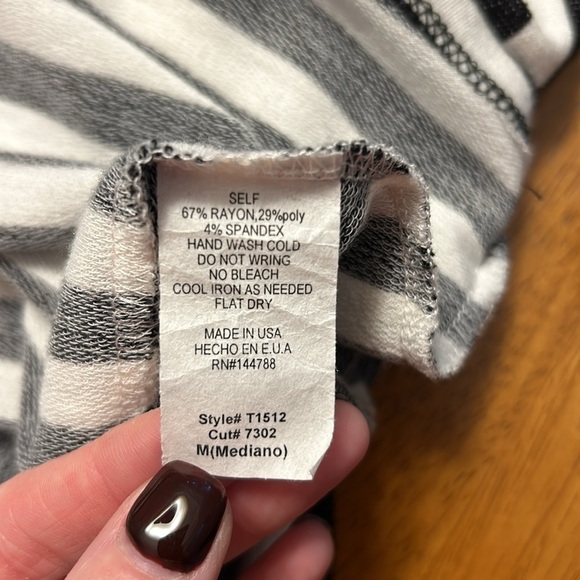 SELF
67% RAYON,29%poly
4% SPANDEX
HAND WASH COLD
DO NOT WRING
NO BLEACH
COOL IRON AS NEEDED
FLAT DRY
MADE IN USA
HECHO EN E.U.A
RN#144788
Style# T1512
Cut# 7302
M(Mediano)